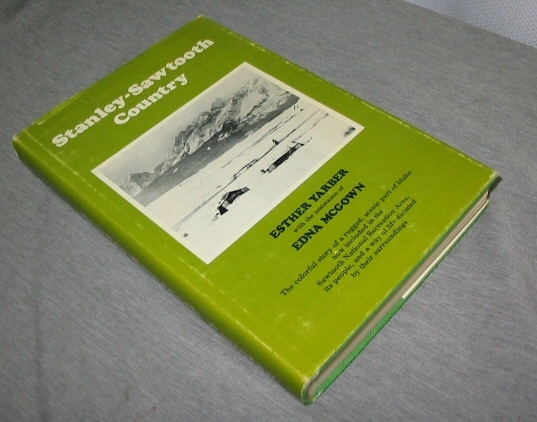 Stanley-Sawtooth
Country
ESTHER YARBER
with the assistance of
EDNA MCGOWN
The colorful story of a rugged, scenic part of Idaho
now included in the
Sawtooth National Recreation Area,
its people, and a way of life dictated
by their surroundings